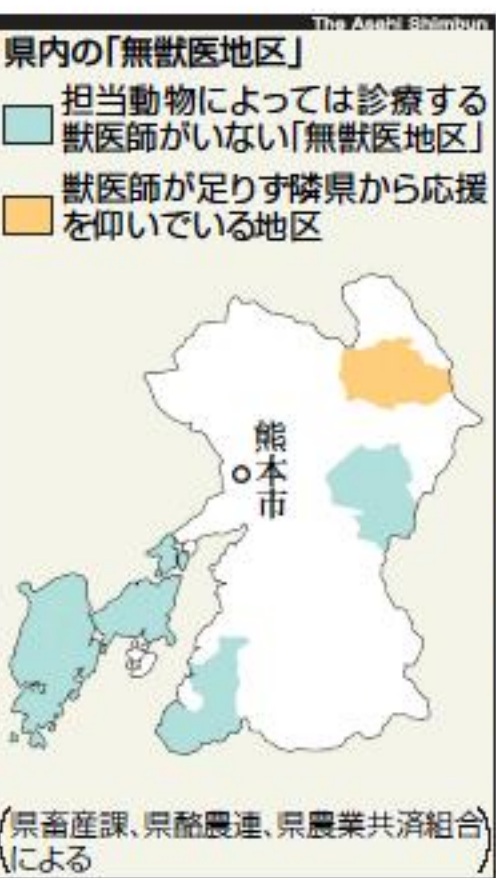 The Asahi Shimbun
県内の「無獣医地区」
担当動物によっては診療する
獣医師がいない「無獣医地区」
獣医師が足りず隣県から応援
を仰いでいる地区
熊本市
(県畜産課、県酪農連、県農業共済組合
による)